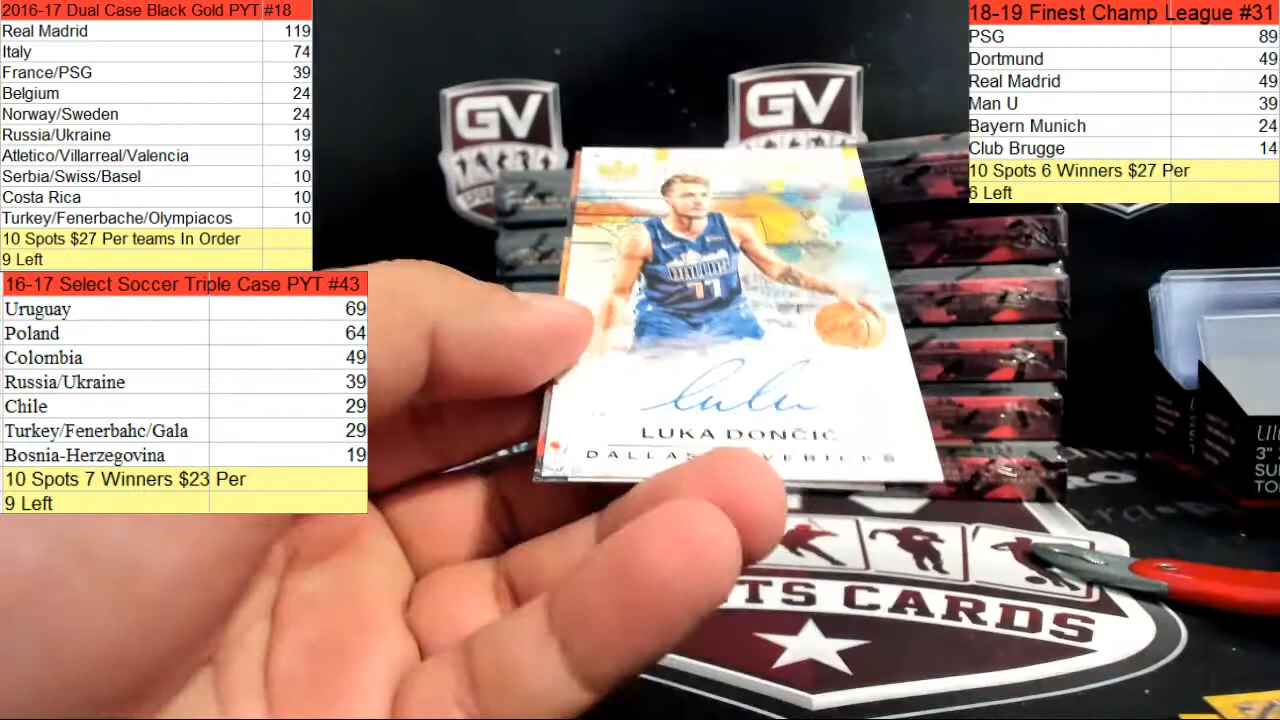 2016-17 Dual Case Black Gold PYT #18
Real Madrid 119
Italy 74
France/PSG 39
Belgium 24
Norway/Sweden 24
Russia/Ukraine 19
Atletico/Villarreal/Valencia 19
Serbia/Swiss/Basel 10
Costa Rica 10
Turkey/Fenerbache/Olympiacos 10
10 Spots $27 Per teams In Order
9 Left
16-17 Select Soccer Triple Case PYT #43
Uruguay 69
Poland 64
Colombia 49
Russia/Ukraine 39
Chile 29
Turkey/Fenerbahc/Gala 29
Bosnia-Herzegovina 19
10 Spots 7 Winners $23 Per
9 Left
18-19 Finest Champ League #31
PSG 89
Dortmund 49
Real Madrid 49
Man U 39
Bayern Munich 24
Club Brugge 14
10 Spots 6 Winners $27 Per
6 Left
GV
GV
77
LUKA DONČIĆ
DALLAS
TS CARDS
3"